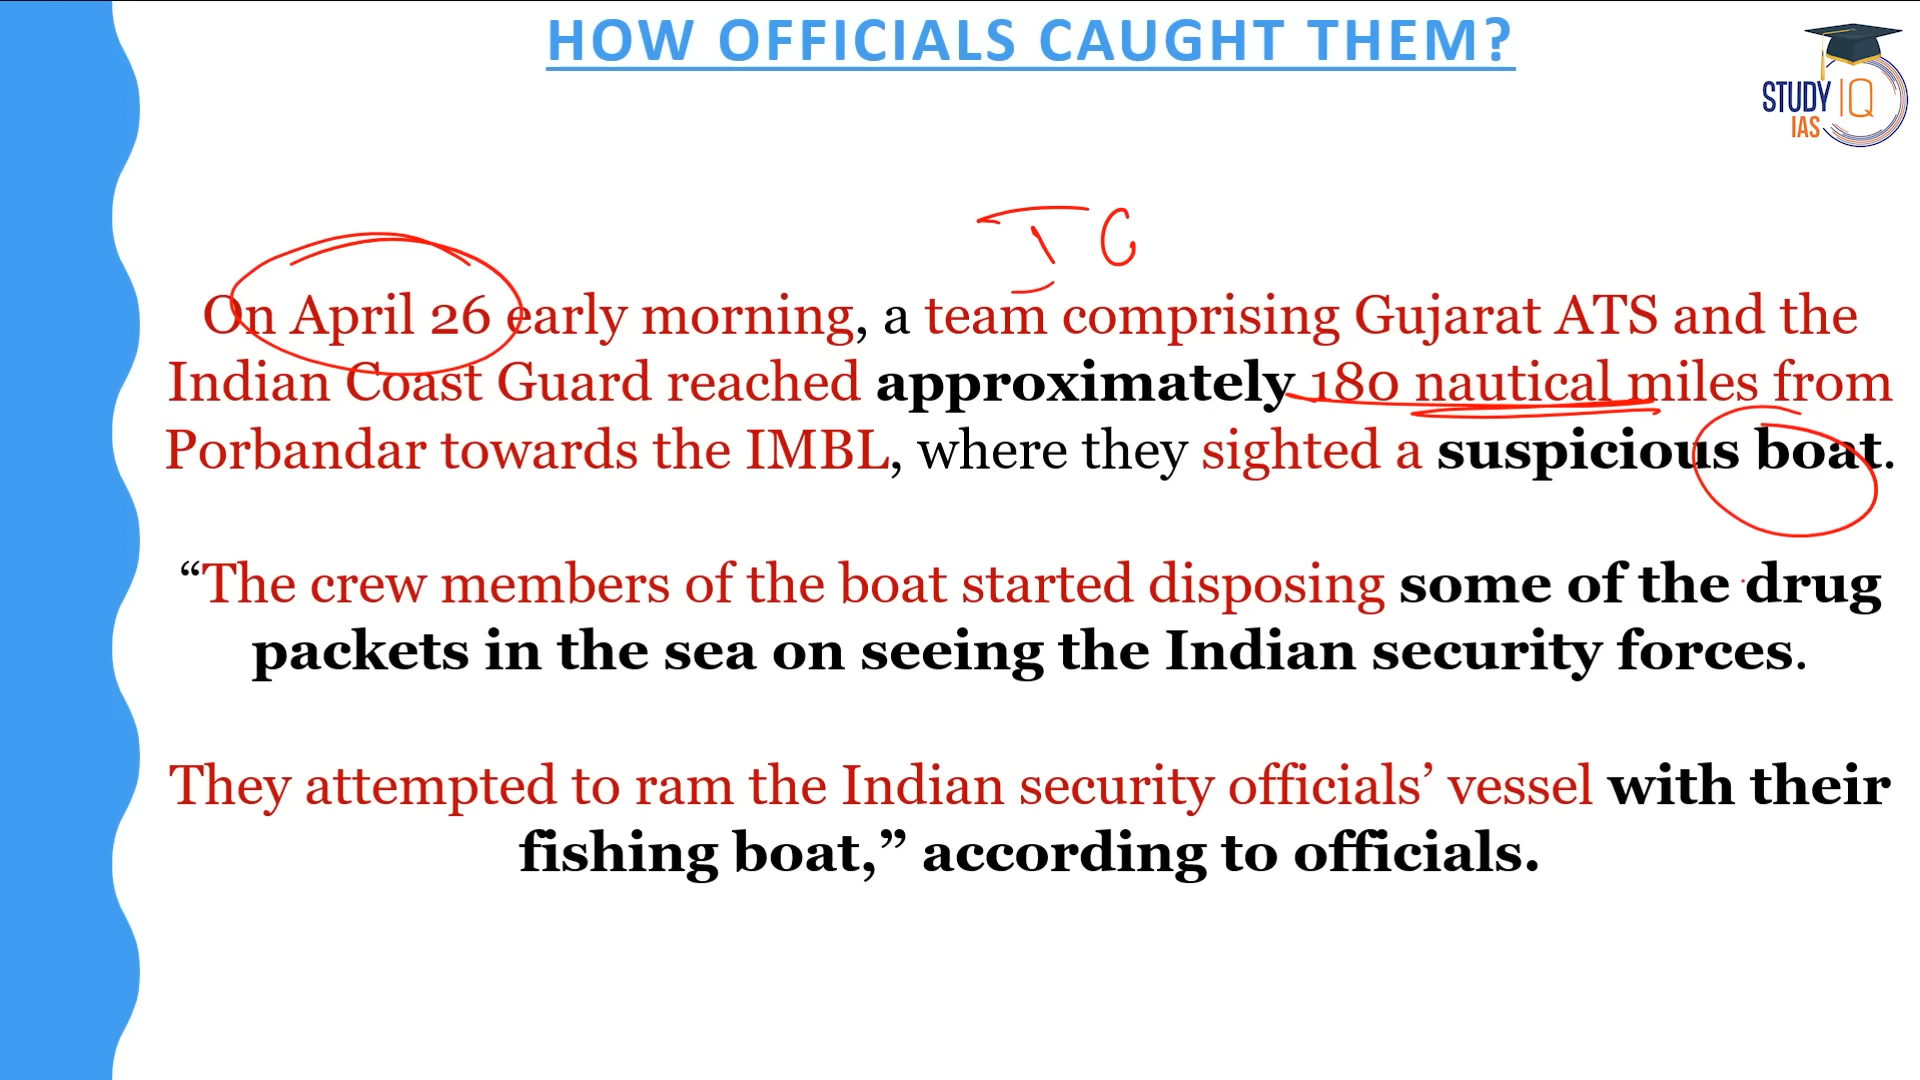 HOW OFFICIALS CAUGHT THEM?
STUDY IQ
IAS
I C
On April 26 early morning, a team comprising Gujarat ATS and the
Indian Coast Guard reached approximately 180 nautical miles from
Porbandar towards the IMBL, where they sighted a suspicious boat.
“The crew members of the boat started disposing some of the drug
packets in the sea on seeing the Indian security forces.
They attempted to ram the Indian security officials’ vessel with their
fishing boat,” according to officials.